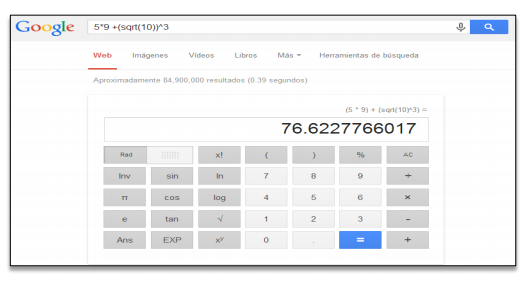 Google 5*9 +(sqrt(10))^3
Web Imágenes Vídeos Libros Más Herramientas de búsqueda
Aproximadamente 84,900,000 resultados (0.39 segundos)
(5 * 9) + (sqrt(10)^3) =
76.6227766017
Rad x! ( ) % AC
Inv sin ln 7 8 9 ÷
π cos log 4 5 6 ×
e tan √ 1 2 3 -
Ans EXP xʸ 0 . = +